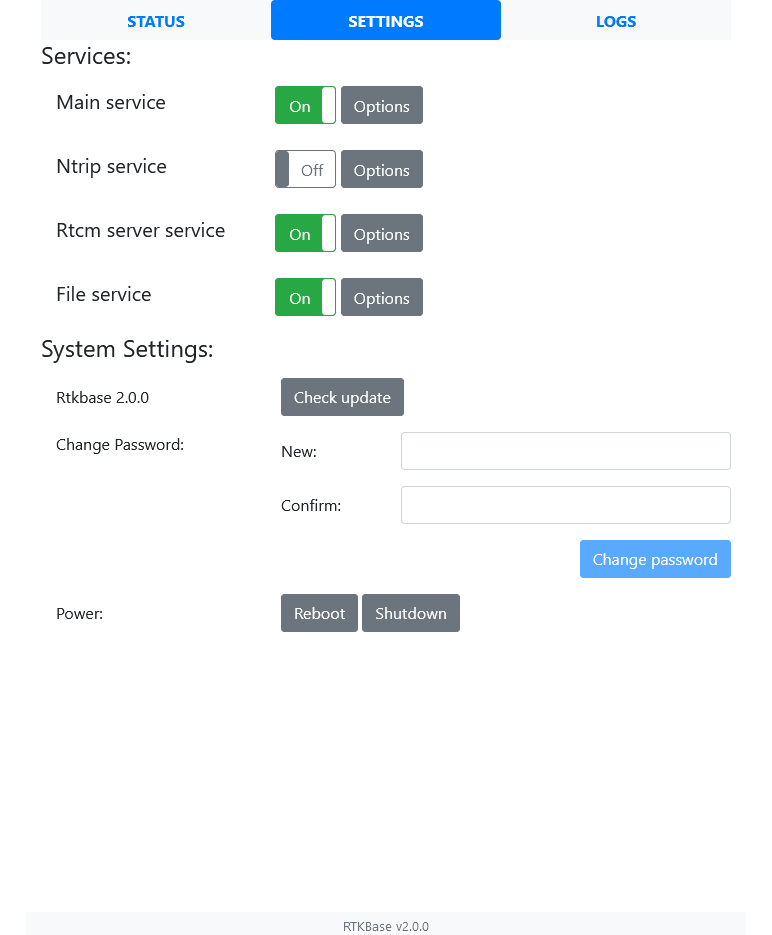 STATUS SETTINGS LOGS
Services:
Main service On Options
Ntrip service Off Options
Rtcm server service On Options
File service On Options
System Settings:
Rtkbase 2.0.0 Check update
Change Password: New:
Confirm:
Change password
Power: Reboot Shutdown
RTKBase v2.0.0